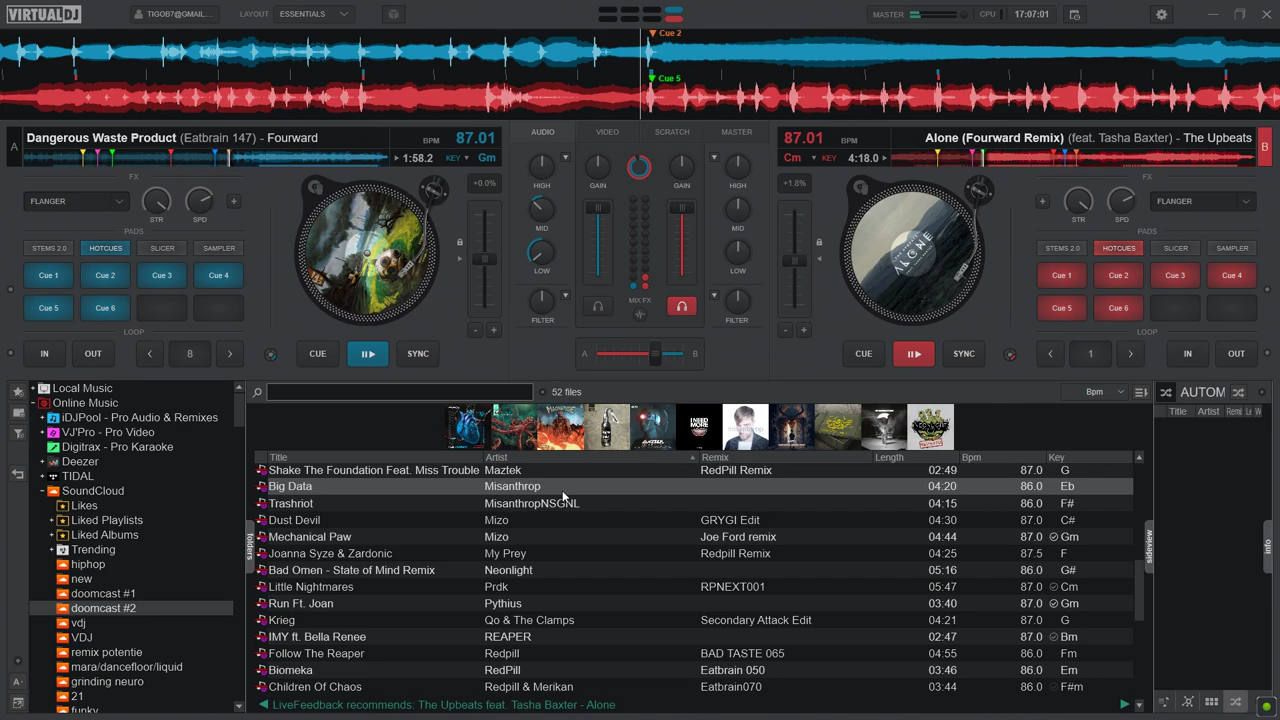 VIRTUAL DJ TIGOB7@GMAIL... LAYOUT ESSENTIALS MASTER CPU 17:07:01
Cue 2
Cue 5
A Dangerous Waste Product (Eatbrain 147) - Fourward BPM 87.01
1:58.2 KEY Gm
AUDIO VIDEO SCRATCH MASTER
87.01 BPM Alone (Fourward Remix) (feat. Tasha Baxter) - The Upbeats B
Cm KEY 4:18.0
FX
FLANGER STR SPD +
PADS
STEMS 2.0 HOTCUES SLICER SAMPLER
Cue 1 Cue 2 Cue 3 Cue 4
Cue 5 Cue 6
LOOP
IN OUT 8 CUE SYNC
+0.0%
- +
HIGH GAIN GAIN HIGH
MID MID
LOW LOW
MIX FX
FILTER FILTER
A B
+1.8%
- +
ALONE
FX
+ STR SPD FLANGER
PADS
STEMS 2.0 HOTCUES SLICER SAMPLER
Cue 1 Cue 2 Cue 3 Cue 4
Cue 5 Cue 6
LOOP
CUE SYNC 1 IN OUT
Local Music
Online Music
iDJPool - Pro Audio & Remixes
VJ'Pro - Pro Video
Digitrax - Pro Karaoke
Deezer
TIDAL
SoundCloud
Likes
Liked Playlists
Liked Albums
Trending
hiphop
new
doomcast #1
doomcast #2
vdj
VDJ
remix potentie
mara/dancefloor/liquid
grinding neuro
21
funky
folders
52 files Bpm
I NEED MORE
Title Artist Remix Length Bpm Key
Shake The Foundation Feat. Miss Trouble Maztek RedPill Remix 02:49 87.0 G
Big Data Misanthrop 04:20 86.0 Eb
Trashriot MisanthropNSGNL 04:15 86.0 F#
Dust Devil Mizo GRYGI Edit 04:30 87.0 C#
Mechanical Paw Mizo Joe Ford remix 04:44 87.0 Gm
Joanna Syze & Zardonic My Prey Redpill Remix 04:25 87.5 F
Bad Omen - State of Mind Remix Neonlight 05:16 86.0 G#
Little Nightmares Prdk RPNEXT001 05:47 87.0 Cm
Run Ft. Joan Pythius 03:40 87.0 Gm
Krieg Qo & The Clamps Secondary Attack Edit 04:21 87.0 G
IMY ft. Bella Renee REAPER 02:47 87.0 Bm
Follow The Reaper Redpill BAD TASTE 065 04:55 86.0 Fm
Biomeka RedPill Eatbrain 050 03:46 86.0 Em
Children Of Chaos Redpill & Merikan Eatbrain070 03:44 86.0 F#m
LiveFeedback recommends: The Upbeats feat. Tasha Baxter - Alone
sideview
AUTOM
Title Artist Remi Le W
info
A